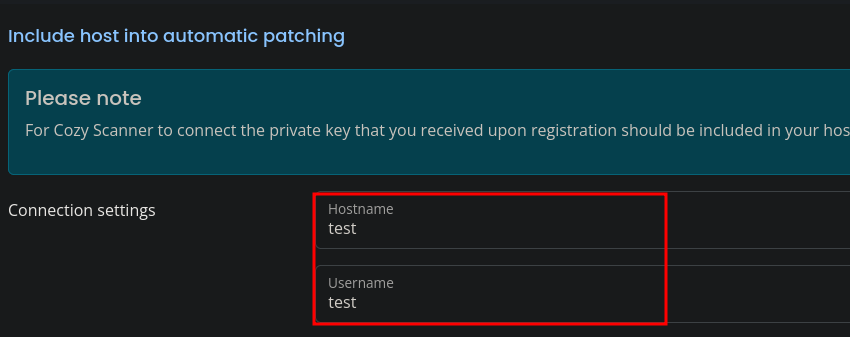 Include host into automatic patching
Please note
For Cozy Scanner to connect the private key that you received upon registration should be included in your hos
Connection settings
Hostname
test
Username
test